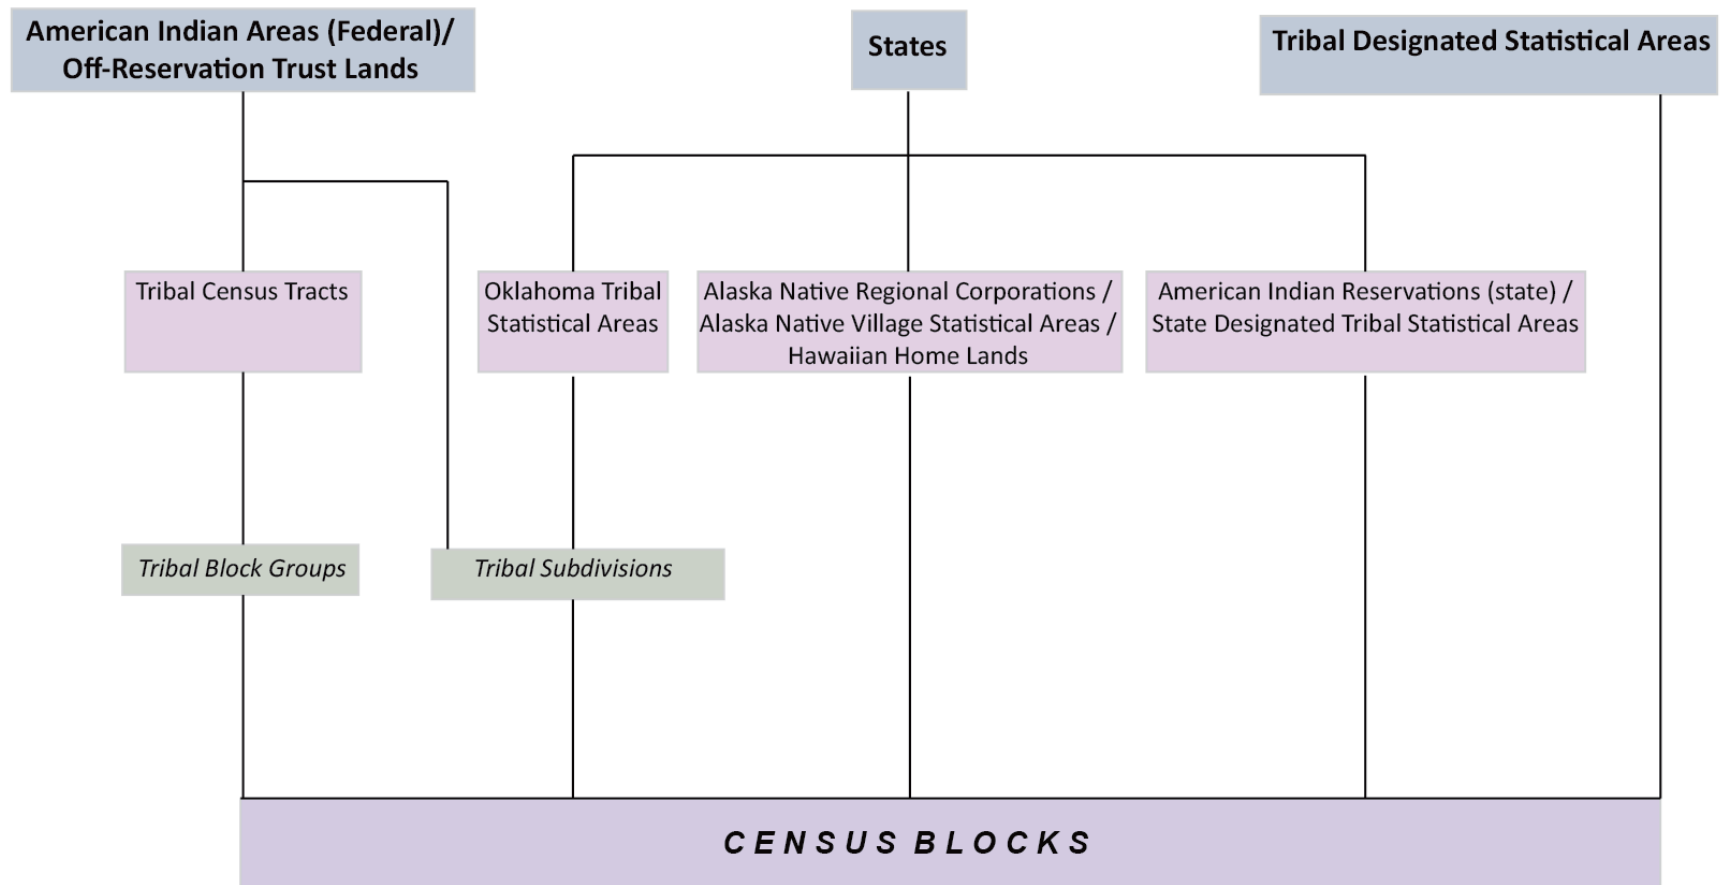 American Indian Areas (Federal)/
Off-Reservation Trust Lands
States
Tribal Designated Statistical Areas
Tribal Census Tracts
Oklahoma Tribal
Statistical Areas
Alaska Native Regional Corporations /
Alaska Native Village Statistical Areas /
Hawaiian Home Lands
American Indian Reservations (state) /
State Designated Tribal Statistical Areas
Tribal Block Groups
Tribal Subdivisions
CENSUS BLOCKS